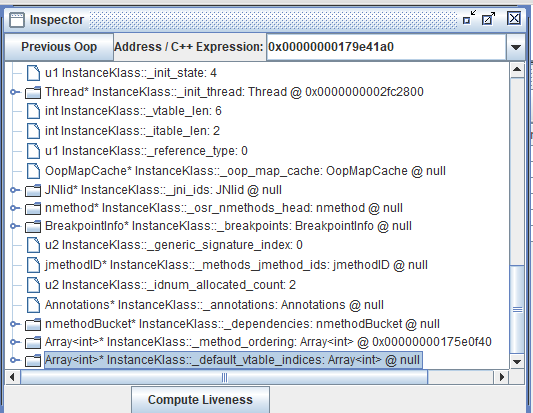 Inspector
Previous Oop Address / C++ Expression: 0x00000000179e41a0
u1 InstanceKlass::_init_state: 4
Thread* InstanceKlass::_init_thread: Thread @ 0x0000000002fc2800
int InstanceKlass::_vtable_len: 6
int InstanceKlass::_itable_len: 2
u1 InstanceKlass::_reference_type: 0
OopMapCache* InstanceKlass::_oop_map_cache: OopMapCache @ null
JNIid* InstanceKlass::_jni_ids: JNIid @ null
nmethod* InstanceKlass::_osr_nmethods_head: nmethod @ null
BreakpointInfo* InstanceKlass::_breakpoints: BreakpointInfo @ null
u2 InstanceKlass::_generic_signature_index: 0
jmethodID* InstanceKlass::_methods_jmethod_ids: jmethodID @ null
u2 InstanceKlass::_idnum_allocated_count: 2
Annotations* InstanceKlass::_annotations: Annotations @ null
nmethodBucket* InstanceKlass::_dependencies: nmethodBucket @ null
Array<int>* InstanceKlass::_method_ordering: Array<int> @ 0x00000000175e0f40
Array<int>* InstanceKlass::_default_vtable_indices: Array<int> @ null
Compute Liveness